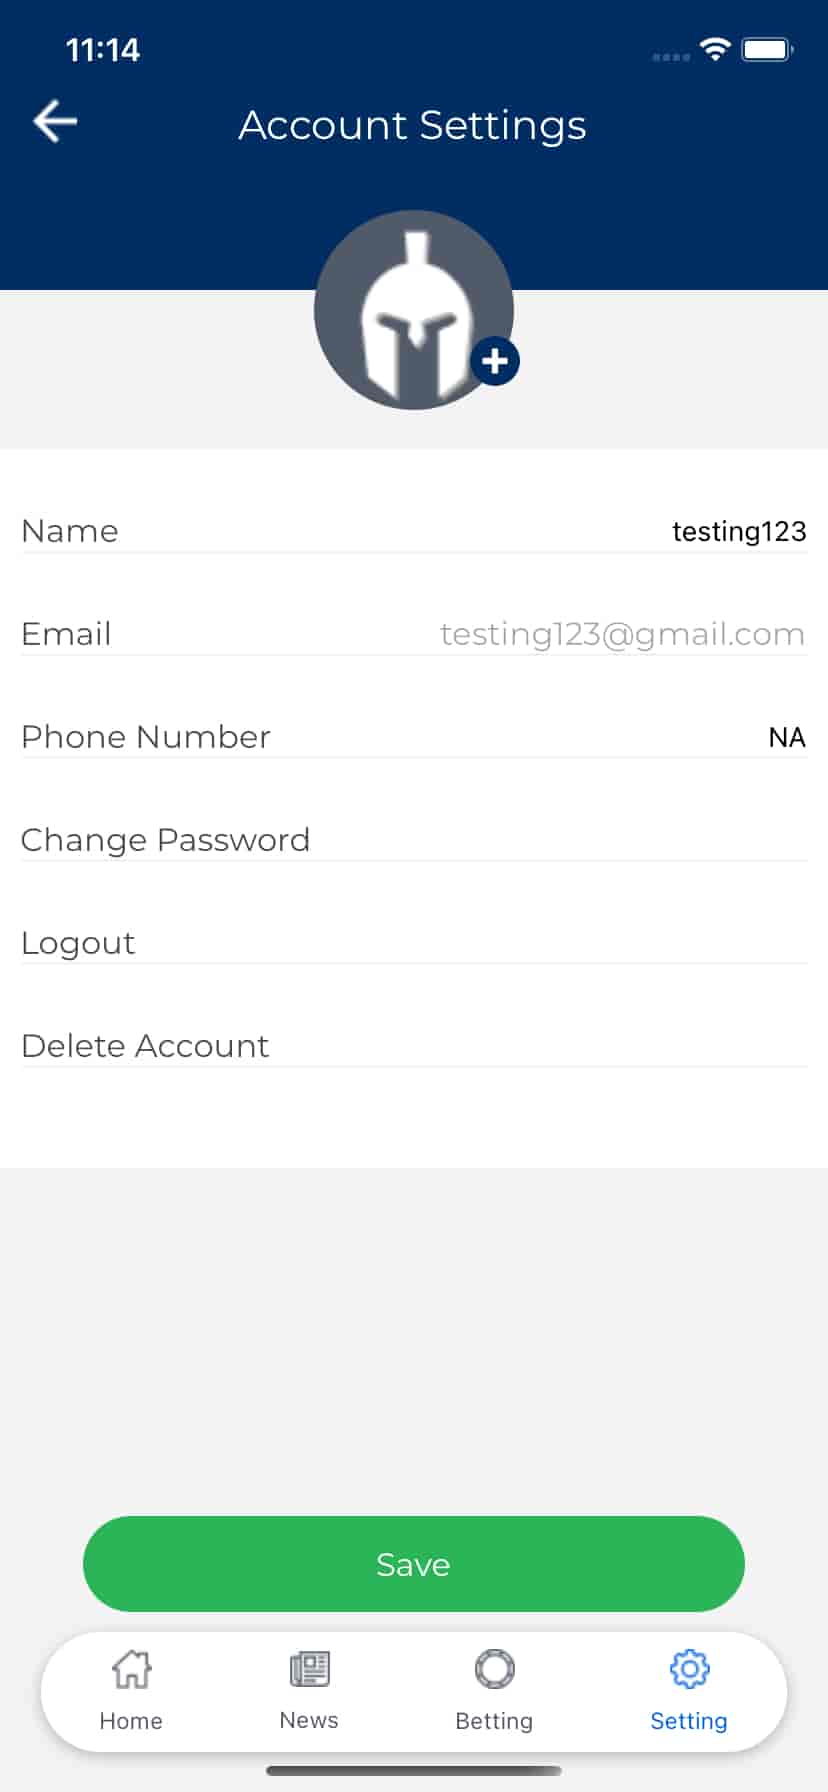 11:14
Account Settings
Name testing123
Email testing123@gmail.com
Phone Number NA
Change Password
Logout
Delete Account
Save
Home News Betting Setting